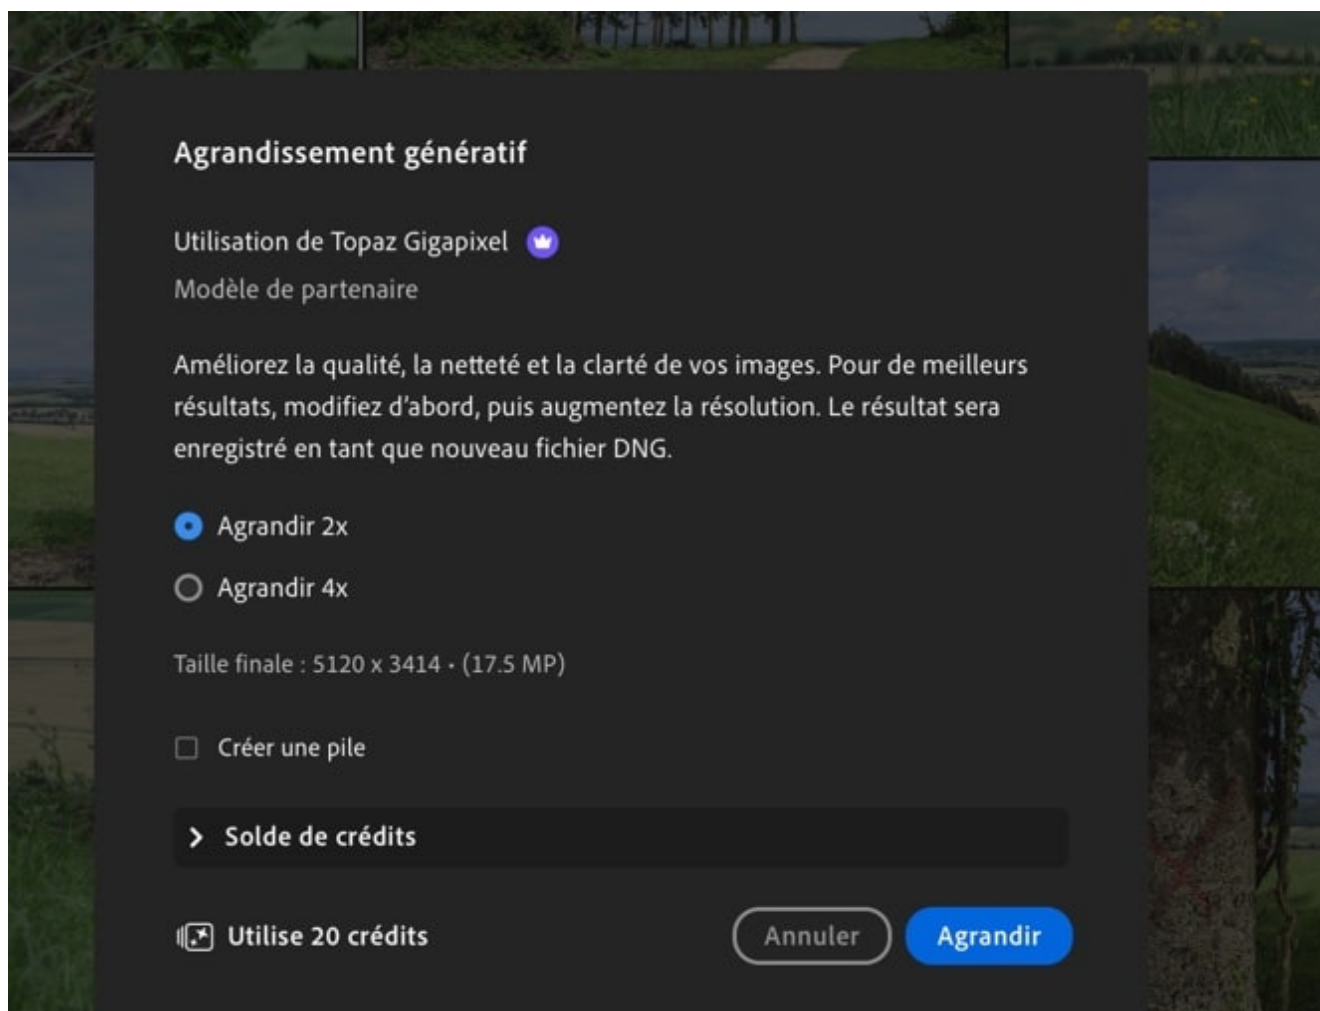 Agrandissement génératif
Utilisation de Topaz Gigapixel
Modèle de partenaire
Améliorez la qualité, la netteté et la clarté de vos images. Pour de meilleurs
résultats, modifiez d'abord, puis augmentez la résolution. Le résultat sera
enregistré en tant que nouveau fichier DNG.
Agrandir 2x
Agrandir 4x
Taille finale : 5120 x 3414 • (17.5 MP)
Créer une pile
Solde de crédits
Utilise 20 crédits
Annuler
Agrandir